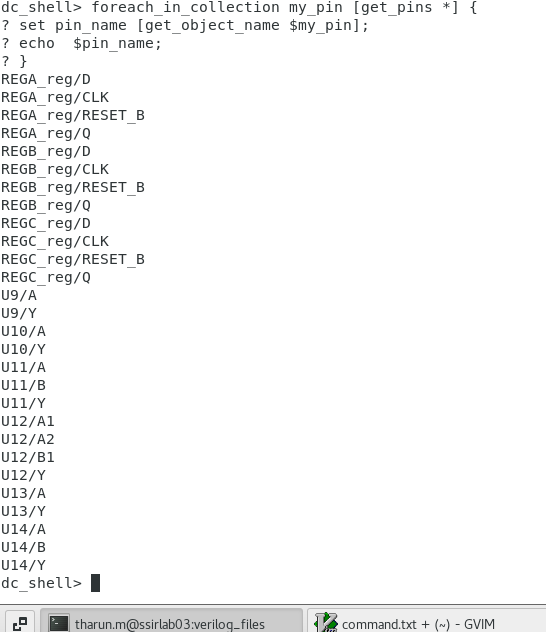 dc_shell> foreach_in_collection my_pin [get_pins *] {
? set pin_name [get_object_name $my_pin];
? echo  $pin_name;
? }
REGA_reg/D
REGA_reg/CLK
REGA_reg/RESET_B
REGA_reg/Q
REGB_reg/D
REGB_reg/CLK
REGB_reg/RESET_B
REGB_reg/Q
REGC_reg/D
REGC_reg/CLK
REGC_reg/RESET_B
REGC_reg/Q
U9/A
U9/Y
U10/A
U10/Y
U11/A
U11/B
U11/Y
U12/A1
U12/A2
U12/B1
U12/Y
U13/A
U13/Y
U14/A
U14/B
U14/Y
dc_shell>
tharun.m@ssirlab03:verilog_files
command.txt + (~) - GVIM